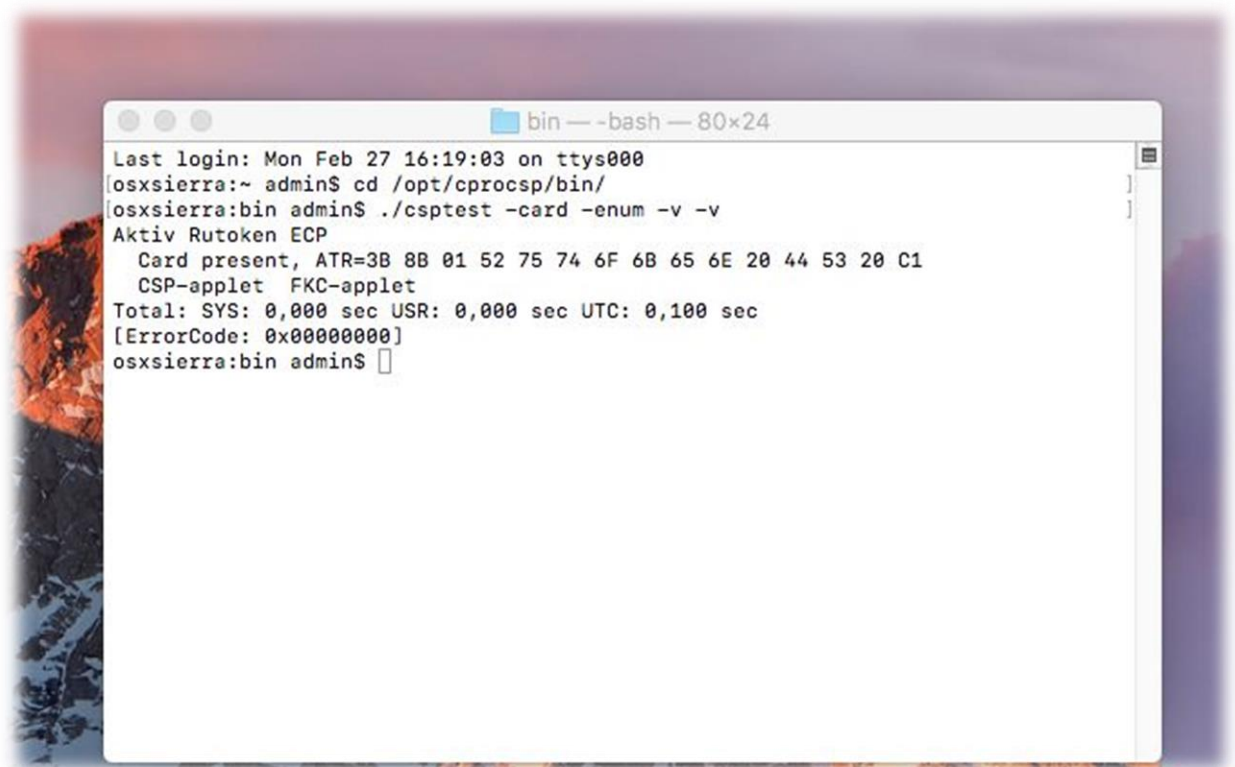 bin — -bash — 80×24
Last login: Mon Feb 27 16:19:03 on ttys000
[osxsierra:~ admin$ cd /opt/cprocsp/bin/ ]
[osxsierra:bin admin$ ./csptest -card -enum -v -v ]
Aktiv Rutoken ECP
  Card present, ATR=3B 8B 01 52 75 74 6F 6B 65 6E 20 44 53 20 C1
  CSP-applet  FKC-applet
Total: SYS: 0,000 sec USR: 0,000 sec UTC: 0,100 sec
[ErrorCode: 0x00000000]
osxsierra:bin admin$